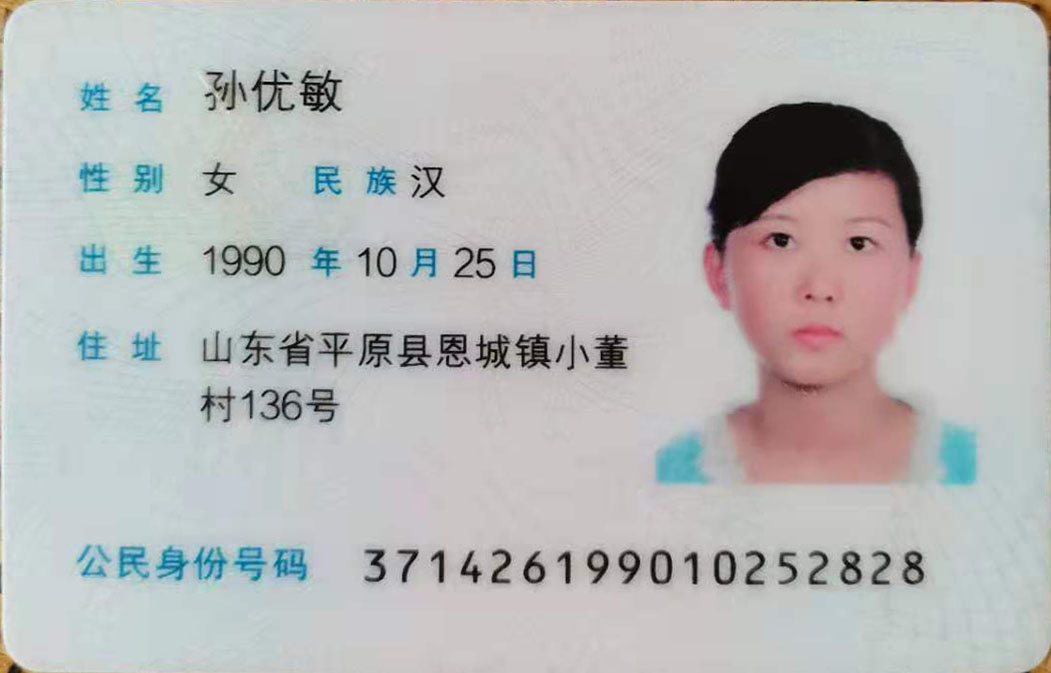 姓名 孙优敏
性别 女 民族 汉
出生 1990 年 10 月 25 日
住址 山东省平原县恩城镇小董
村136号
公民身份号码 371426199010252828